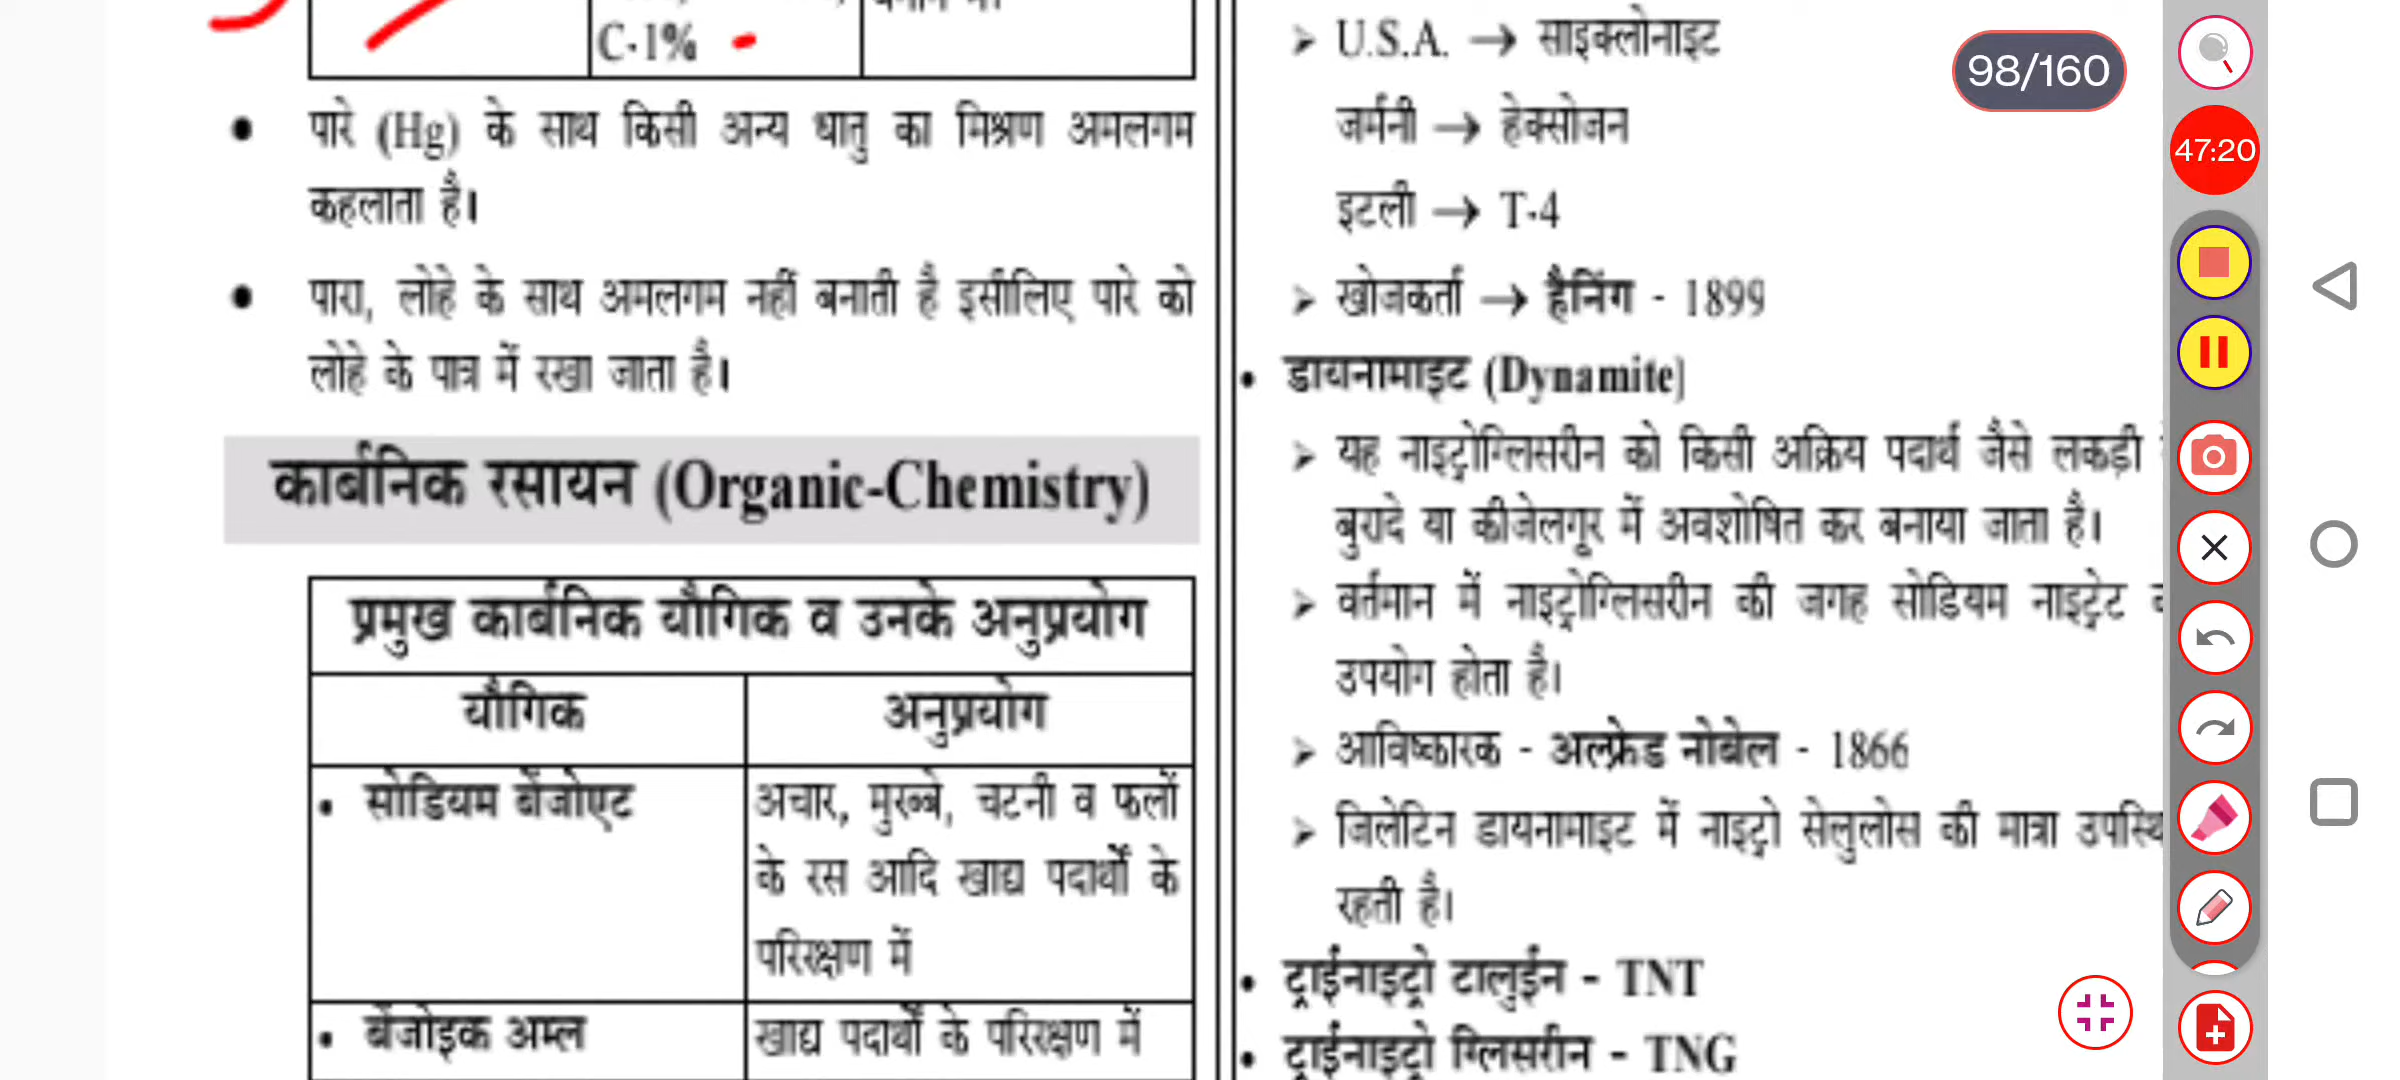 C-1%
पारे (Hg) के साथ किसी अन्य धातु का मिश्रण अमलगम
कहलाता है।
पारा, लोहे के साथ अमलगम नहीं बनाती है इसीलिए पारे को
लोहे के पात्र में रखा जाता है।
कार्बनिक रसायन (Organic-Chemistry)
प्रमुख कार्बनिक यौगिक व उनके अनुप्रयोग
यौगिक अनुप्रयोग
सोडियम बेंजोएट अचार, मुरब्बे, चटनी व फलों
के रस आदि खाद्य पदार्थों के
परिरक्षण में
बेंजोइक अम्ल खाद्य पदार्थों के परिरक्षण में
U.S.A. → साइक्लोनाइट
जर्मनी → हेक्सोजन
इटली → T-4
खोजकर्ता → हैनिंग - 1899
डायनामाइट (Dynamite)
यह नाइट्रोग्लिसरीन को किसी अक्रिय पदार्थ जैसे लकड़ी
बुरादे या कीजेलगूर में अवशोषित कर बनाया जाता है।
वर्तमान में नाइट्रोग्लिसरीन की जगह सोडियम नाइट्रेट
उपयोग होता है।
आविष्कारक - अल्फ्रेड नोबेल - 1866
जिलेटिन डायनामाइट में नाइट्रो सेलुलोस की मात्रा
रहती है।
ट्राईनाइट्रो टालुईन - TNT
ट्राईनाइट्रो ग्लिसरीन - TNG
98/160
47:20